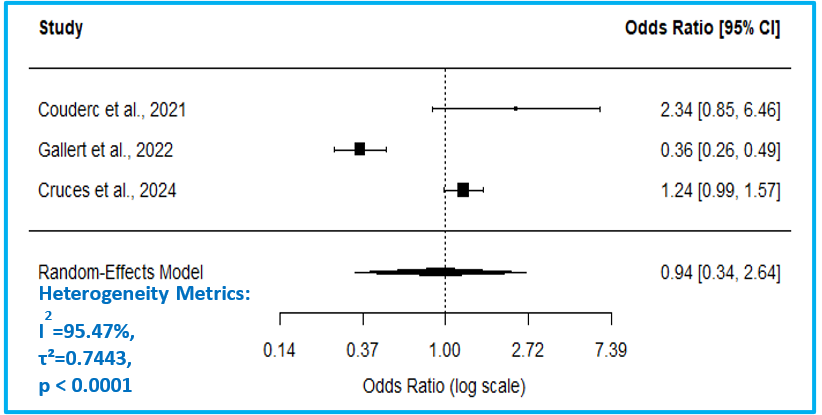 Study Odds Ratio [95% CI]
Couderc et al., 2021 2.34 [0.85, 6.46]
Gallert et al., 2022 0.36 [0.26, 0.49]
Cruces et al., 2024 1.24 [0.99, 1.57]
Random-Effects Model 0.94 [0.34, 2.64]
Heterogeneity Metrics:
I²=95.47%,
τ²=0.7443,
p < 0.0001
0.14 0.37 1.00 2.72 7.39
Odds Ratio (log scale)